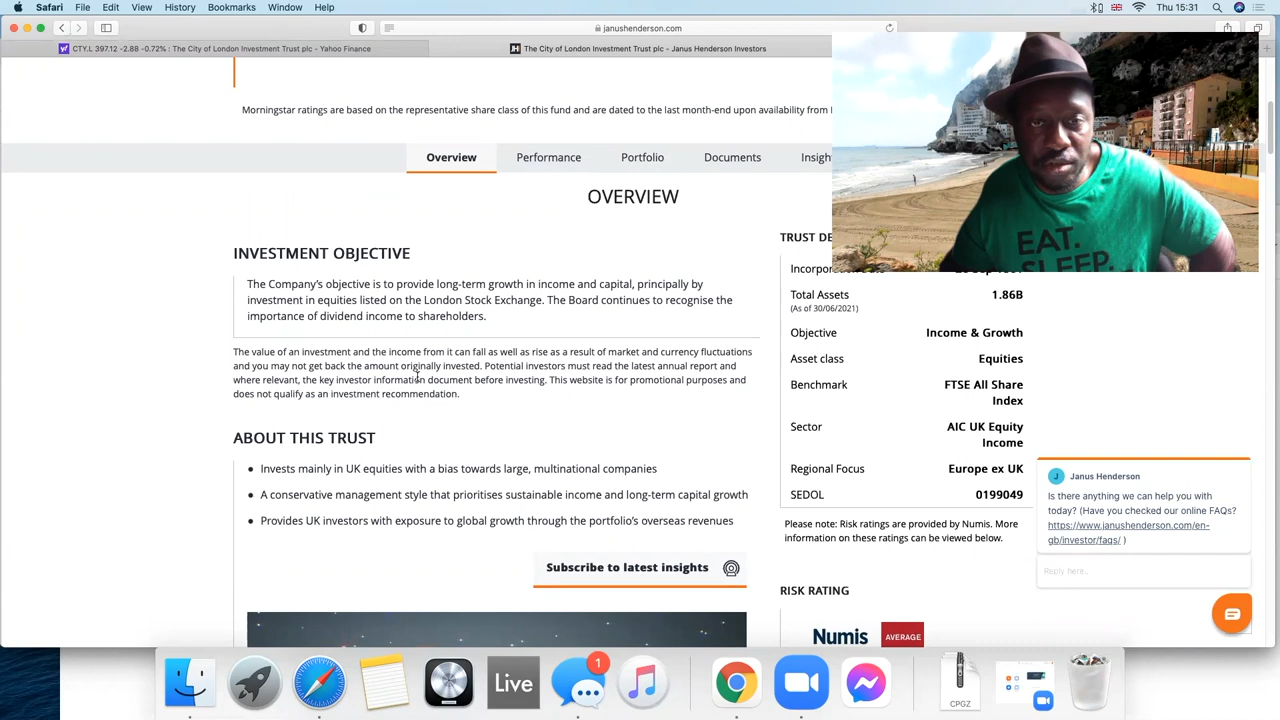 Safari File Edit View History Bookmarks Window Help
Thu 15:31
janushenderson.com
CTY.L 397.12 -2.88 -0.72% : The City of London Investment Trust plc - Yahoo Finance
The City of London Investment Trust plc - Janus Henderson Investors
Morningstar ratings are based on the representative share class of this fund and are dated to the last month-end upon availability from
Overview Performance Portfolio Documents Insigh
OVERVIEW
INVESTMENT OBJECTIVE
The Company's objective is to provide long-term growth in income and capital, principally by
investment in equities listed on the London Stock Exchange. The Board continues to recognise the
importance of dividend income to shareholders.
The value of an investment and the income from it can fall as well as rise as a result of market and currency fluctuations
and you may not get back the amount originally invested. Potential investors must read the latest annual report and
where relevant, the key investor information document before investing. This website is for promotional purposes and
does not qualify as an investment recommendation.
ABOUT THIS TRUST
Invests mainly in UK equities with a bias towards large, multinational companies
A conservative management style that prioritises sustainable income and long-term capital growth
Provides UK investors with exposure to global growth through the portfolio's overseas revenues
Subscribe to latest insights
TRUST DE
Total Assets 1.86B
(As of 30/06/2021)
Objective Income & Growth
Asset class Equities
Benchmark FTSE All Share
Index
Sector AIC UK Equity
Income
Regional Focus Europe ex UK
SEDOL 0199049
Please note: Risk ratings are provided by Numis. More
information on these ratings can be viewed below.
RISK RATING
Numis AVERAGE
EAT.
SLEEP.
J Janus Henderson
Is there anything we can help you with
today? (Have you checked our online FAQs?
https://www.janushenderson.com/en-
gb/investor/faqs/ )
Reply here..
Live
1
CPGZ